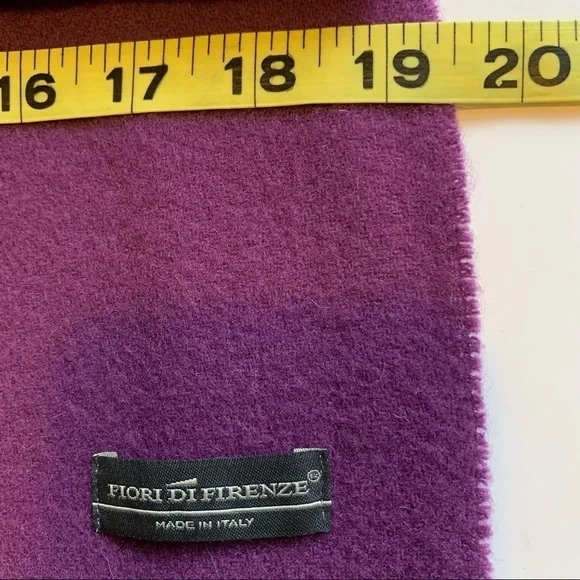 16 17 18 19 20
FIORI DI FIRENZE®
MADE IN ITALY